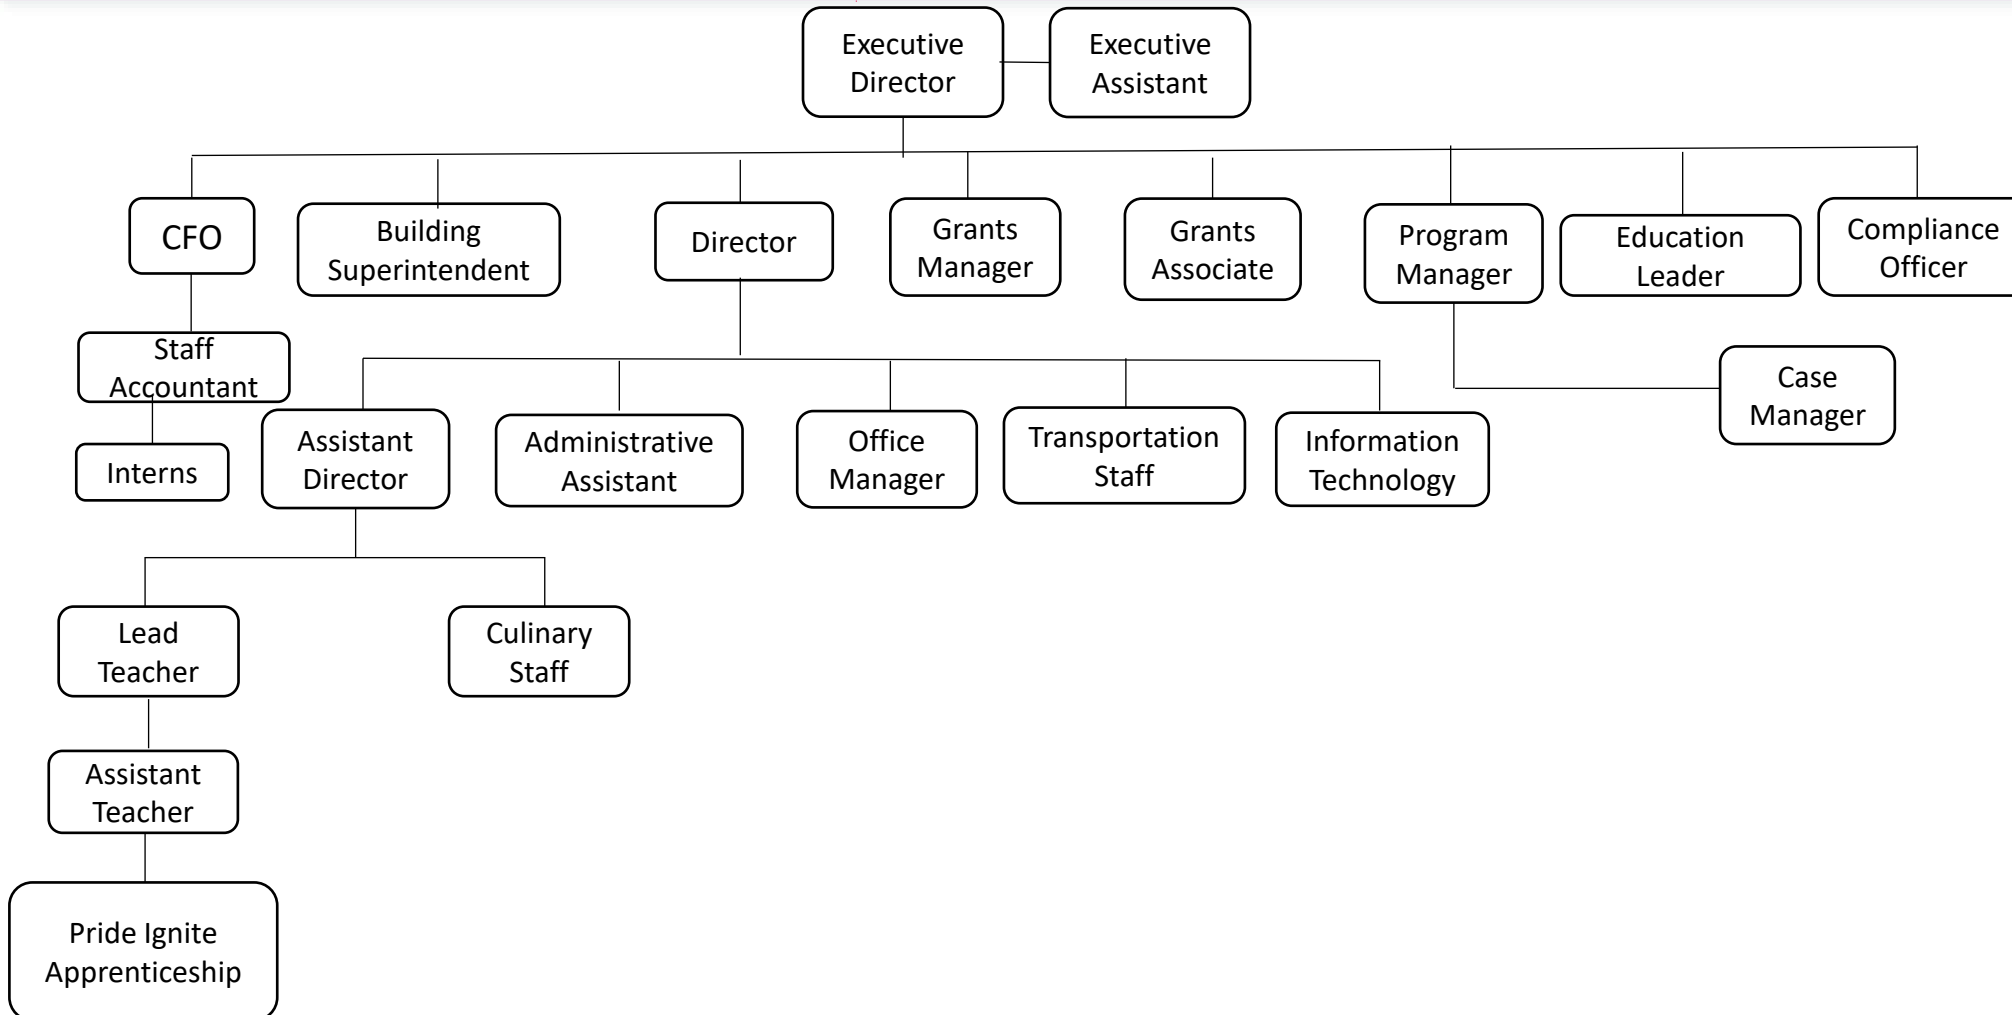 Executive
Director
Executive
Assistant
CFO
Building
Superintendent
Director
Grants
Manager
Grants
Associate
Program
Manager
Education
Leader
Compliance
Officer
Staff
Accountant
Case
Manager
Interns
Assistant
Director
Administrative
Assistant
Office
Manager
Transportation
Staff
Information
Technology
Lead
Teacher
Culinary
Staff
Assistant
Teacher
Pride Ignite
Apprenticeship